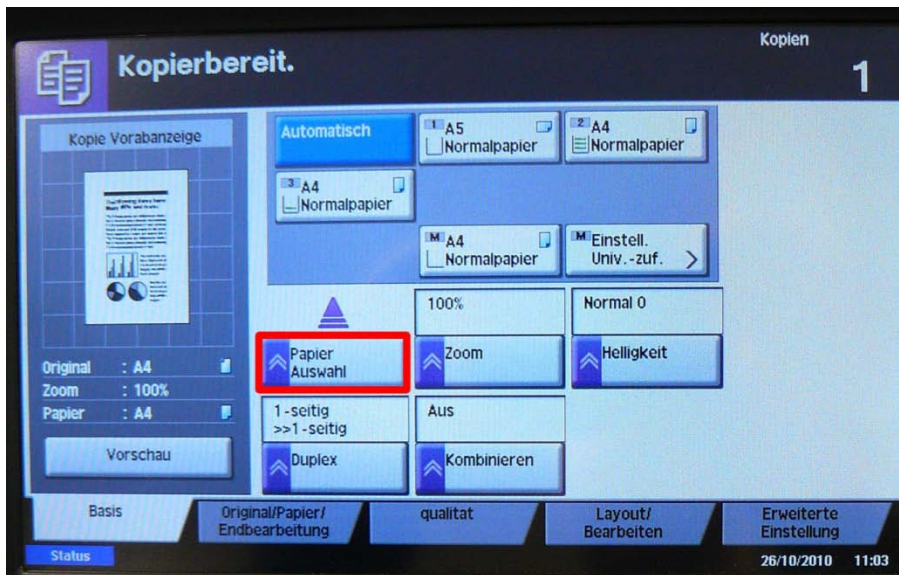 Kopierbereit.
Kopien
1
Kopie Vorabanzeige
Original : A4
Zoom : 100%
Papier : A4
Vorschau
Automatisch
1 A5
Normalpapier
2 A4
Normalpapier
3 A4
Normalpapier
M A4
Normalpapier
M Einstell.
Univ.-zuf.
Papier
Auswahl
100%
Zoom
Normal 0
Helligkeit
1-seitig
>>1-seitig
Duplex
Aus
Kombinieren
Basis
Original/Papier/
Endbearbeitung
qualitat
Layout/
Bearbeiten
Erweiterte
Einstellung
Status
26/10/2010 11:03